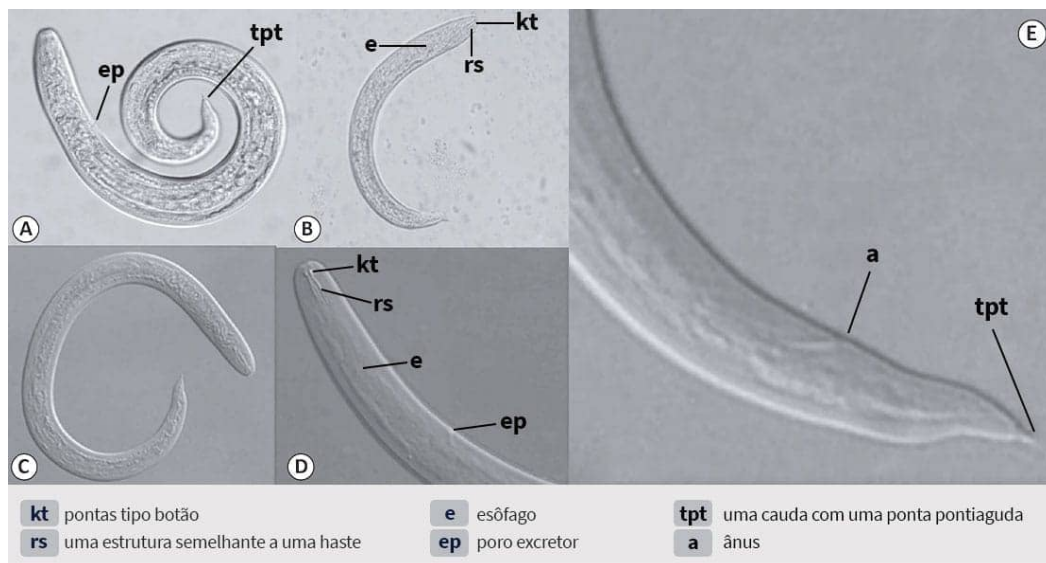 tpt
ep
A
kt
e
rs
B
C
kt
rs
e
ep
D
E
a
tpt
kt pontas tipo botão
rs uma estrutura semelhante a uma haste
e esôfago
ep poro excretor
tpt uma cauda com uma ponta pontiaguda
a ânus